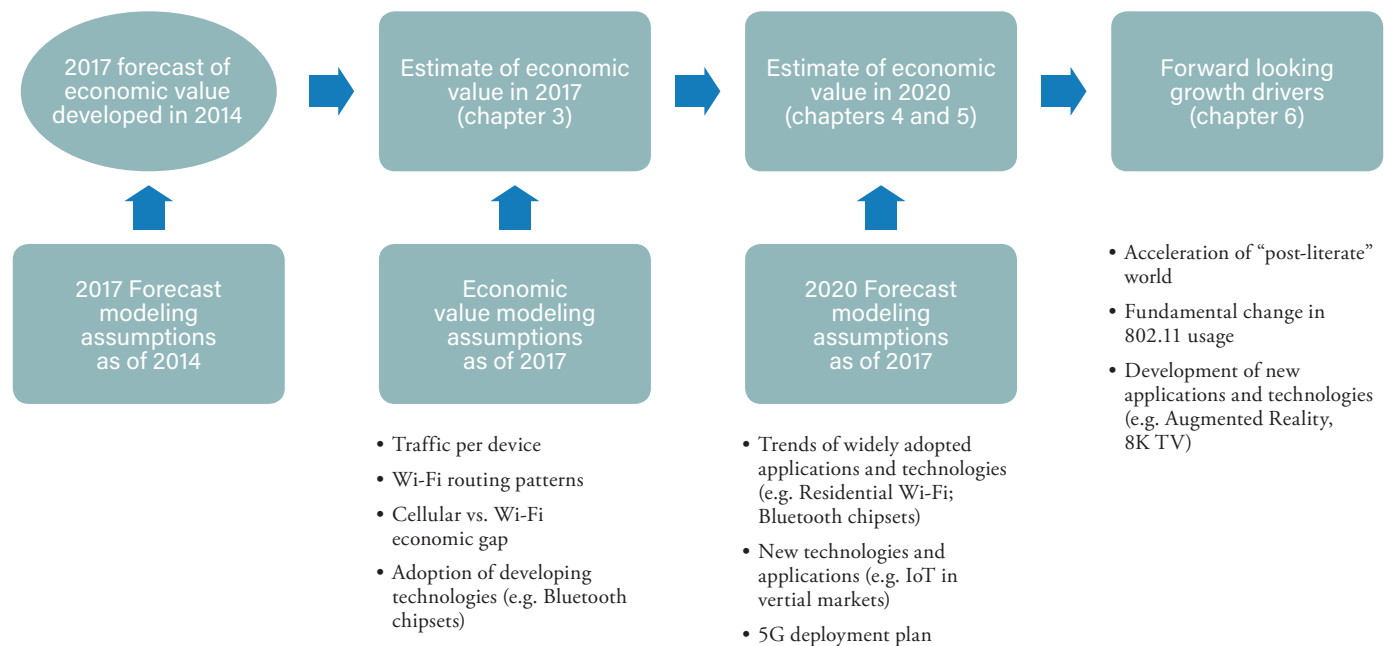 2017 forecast of
economic value
developed in 2014
Estimate of economic
value in 2017
(chapter 3)
Estimate of economic
value in 2020
(chapters 4 and 5)
Forward looking
growth drivers
(chapter 6)
2017 Forecast
modeling
assumptions
as of 2014
Economic
value modeling
assumptions
as of 2017
2020 Forecast
modeling
assumptions
as of 2017
• Acceleration of “post-literate”
world
• Fundamental change in
802.11 usage
• Development of new
applications and technologies
(e.g. Augmented Reality,
8K TV)
• Traffic per device
• Wi-Fi routing patterns
• Cellular vs. Wi-Fi
economic gap
• Adoption of developing
technologies (e.g. Bluetooth
chipsets)
• Trends of widely adopted
applications and technologies
(e.g. Residential Wi-Fi;
Bluetooth chipsets)
• New technologies and
applications (e.g. IoT in
vertial markets)
• 5G deployment plan